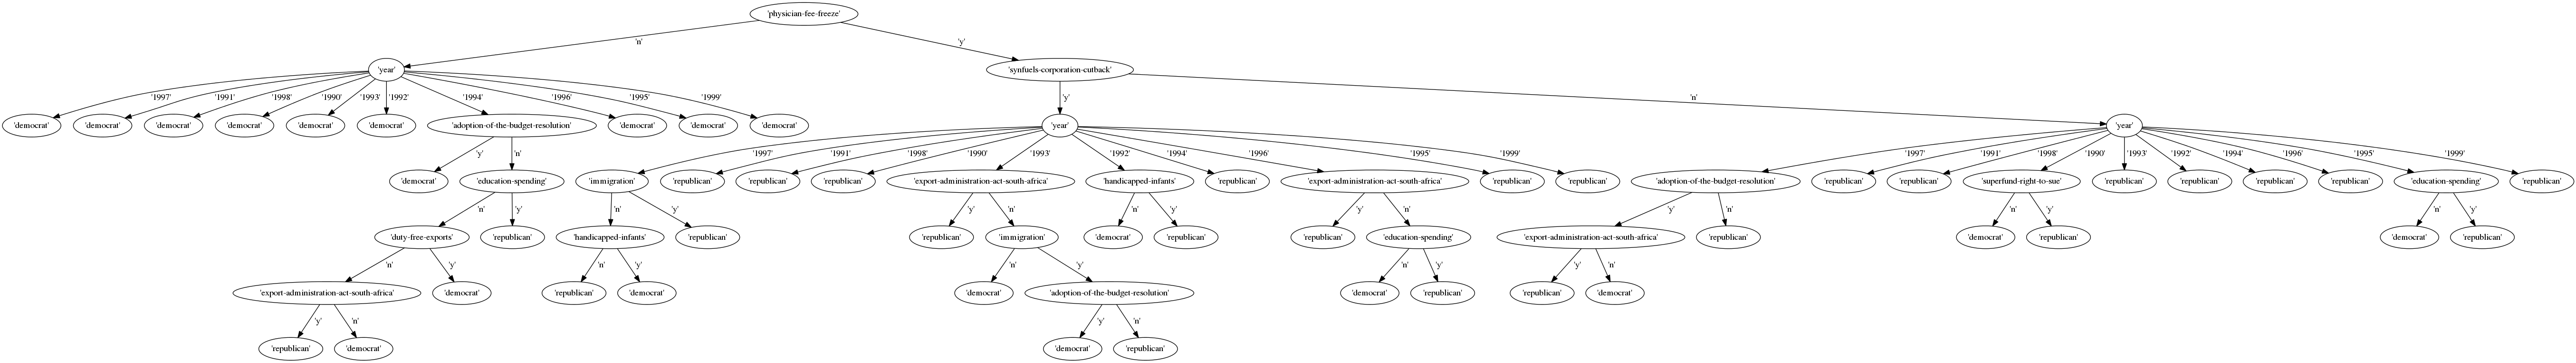 'physician-fee-freeze'
'n' 'y'
'year' 'synfuels-corporation-cutback'
'1997' '1991' '1998' '1990' '1993' '1992' '1994' '1996' '1995' '1999' 'y' 'n'
'democrat' 'democrat' 'democrat' 'democrat' 'democrat' 'democrat' 'adoption-of-the-budget-resolution' 'democrat' 'democrat' 'democrat' 'year' 'year'
'y' 'n' '1997' '1991' '1998' '1990' '1993' '1992' '1994' '1996' '1995' '1999' '1997' '1991' '1998' '1990' '1993' '1992' '1994' '1996' '1995' '1999'
'democrat' 'education-spending' 'immigration' 'republican' 'republican' 'republican' 'export-administration-act-south-africa' 'handicapped-infants' 'republican' 'export-administration-act-south-africa' 'republican' 'republican' 'adoption-of-the-budget-resolution' 'republican' 'republican' 'superfund-right-to-sue' 'republican' 'republican' 'republican' 'republican' 'education-spending' 'republican'
'n' 'y' 'n' 'y' 'y' 'n' 'n' 'y' 'y' 'n' 'y' 'n' 'n' 'y' 'n' 'y'
'duty-free-exports' 'republican' 'handicapped-infants' 'republican' 'republican' 'immigration' 'democrat' 'republican' 'republican' 'education-spending' 'export-administration-act-south-africa' 'republican' 'democrat' 'republican' 'democrat' 'republican'
'n' 'y' 'n' 'y' 'n' 'y' 'n' 'y' 'y' 'n'
'export-administration-act-south-africa' 'democrat' 'republican' 'democrat' 'democrat' 'adoption-of-the-budget-resolution' 'democrat' 'republican' 'republican' 'democrat'
'y' 'n' 'y' 'n'
'republican' 'democrat' 'democrat' 'republican'